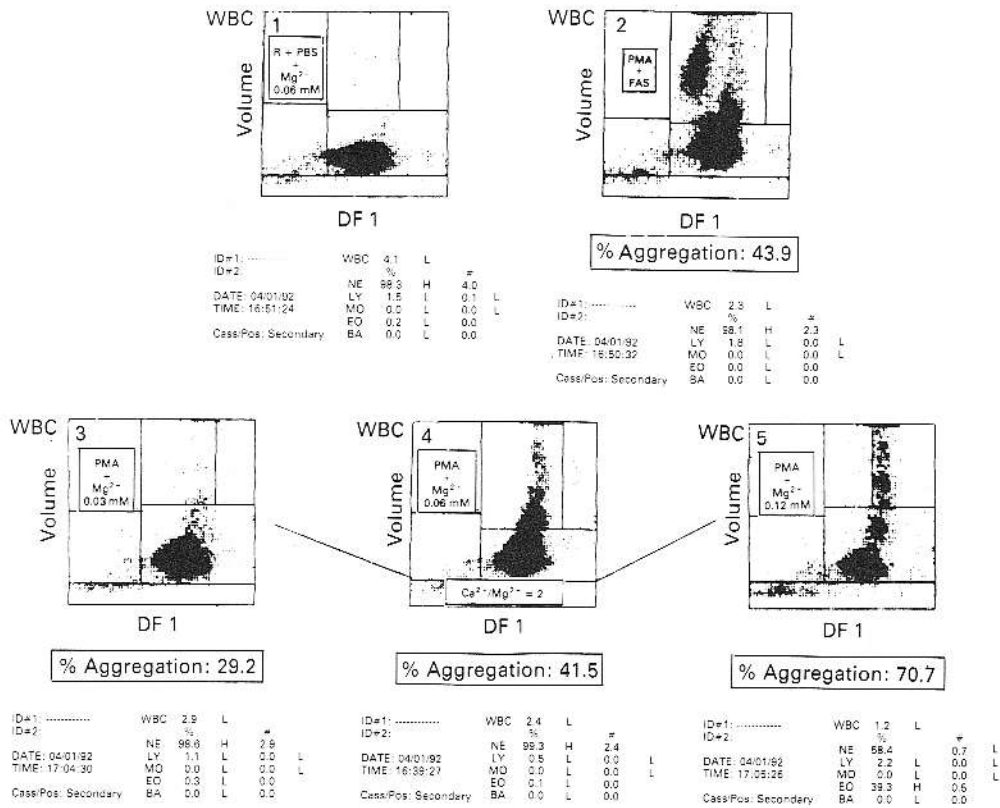 WBC
1
R + PBS
+
Mg²⁻
0.06 mM
Volume
DF 1
ID#1: -----------
ID#2:
DATE: 04/01/92
TIME: 16:51:24
Cass/Pos: Secondary
WBC 4.1 L
% #
NE 98.3 H 4.0
LY 1.5 L 0.1 L
MO 0.0 L 0.0 L
EO 0.2 L 0.0
BA 0.0 L 0.0
WBC
2
PMA
+
FAS
Volume
DF 1
% Aggregation: 43.9
ID#1: -----------
ID#2:
DATE: 04/01/92
TIME: 16:50:32
Cass/Pos: Secondary
WBC 2.3 L
% #
NE 98.1 H 2.3
LY 1.8 L 0.0 L
MO 0.0 L 0.0 L
EO 0.0 L 0.0
BA 0.0 L 0.0
WBC
3
PMA
+
Mg²⁻
0.03 mM
Volume
DF 1
% Aggregation: 29.2
ID#1: -----------
ID#2:
DATE: 04/01/92
TIME: 17:04:30
Cass/Pos: Secondary
WBC 2.9 L
% #
NE 98.6 H 2.9
LY 1.1 L 0.0 L
MO 0.0 L 0.0 L
EO 0.3 L 0.0
BA 0.0 L 0.0
WBC
4
PMA
+
Mg²⁻
0.06 mM
Volume
Ca²⁻/Mg²⁻ = 2
DF 1
% Aggregation: 41.5
ID#1: -----------
ID#2:
DATE: 04/01/92
TIME: 16:39:27
Cass/Pos: Secondary
WBC 2.4 L
% #
NE 99.3 H 2.4
LY 0.5 L 0.0 L
MO 0.0 L 0.0 L
EO 0.1 L 0.0
BA 0.0 L 0.0
WBC
5
PMA
+
Mg²⁻
0.12 mM
Volume
DF 1
% Aggregation: 70.7
ID#1: -----------
ID#2:
DATE: 04/01/92
Cass/Pos: Secondary
WBC 1.2 L
% #
NE 58.4 0.7 L
LY 2.2 L 0.0 L
MO 0.0 L 0.0 L
EO 39.3 H 0.5
BA 0.0 L 0.0